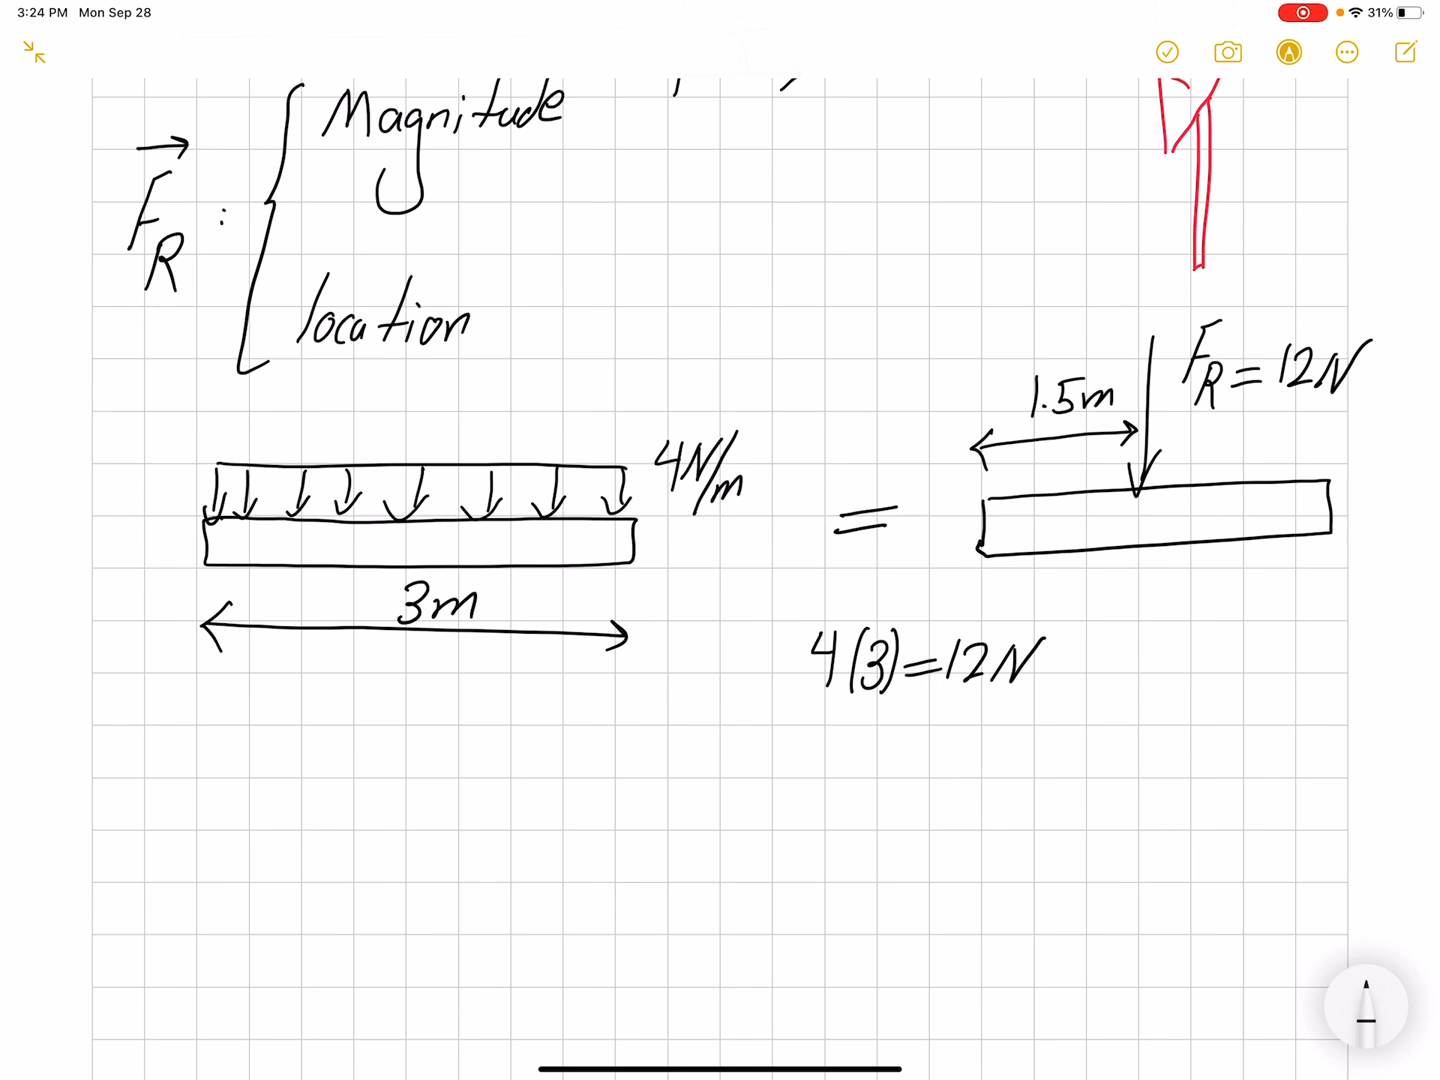 3:24 PM Mon Sep 28
31%
Magnitude
F_R :
location
F_R = 12N
1.5m
4N/m
=
3m
4(3)=12N